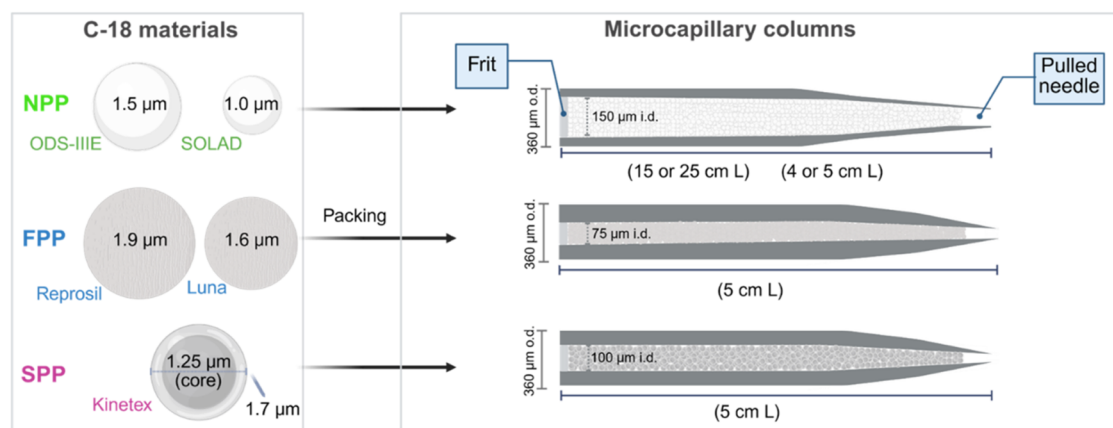 C-18 materials
NPP
1.5 µm
1.0 µm
ODS-IIIE
SOLAD
FPP
1.9 µm
1.6 µm
Reprosil
Luna
SPP
1.25 µm
(core)
Kinetex
1.7 µm
Packing
Microcapillary columns
Frit
Pulled
needle
360 µm o.d.
150 µm i.d.
(15 or 25 cm L) (4 or 5 cm L)
360 µm o.d.
75 µm i.d.
(5 cm L)
360 µm o.d.
100 µm i.d.
(5 cm L)